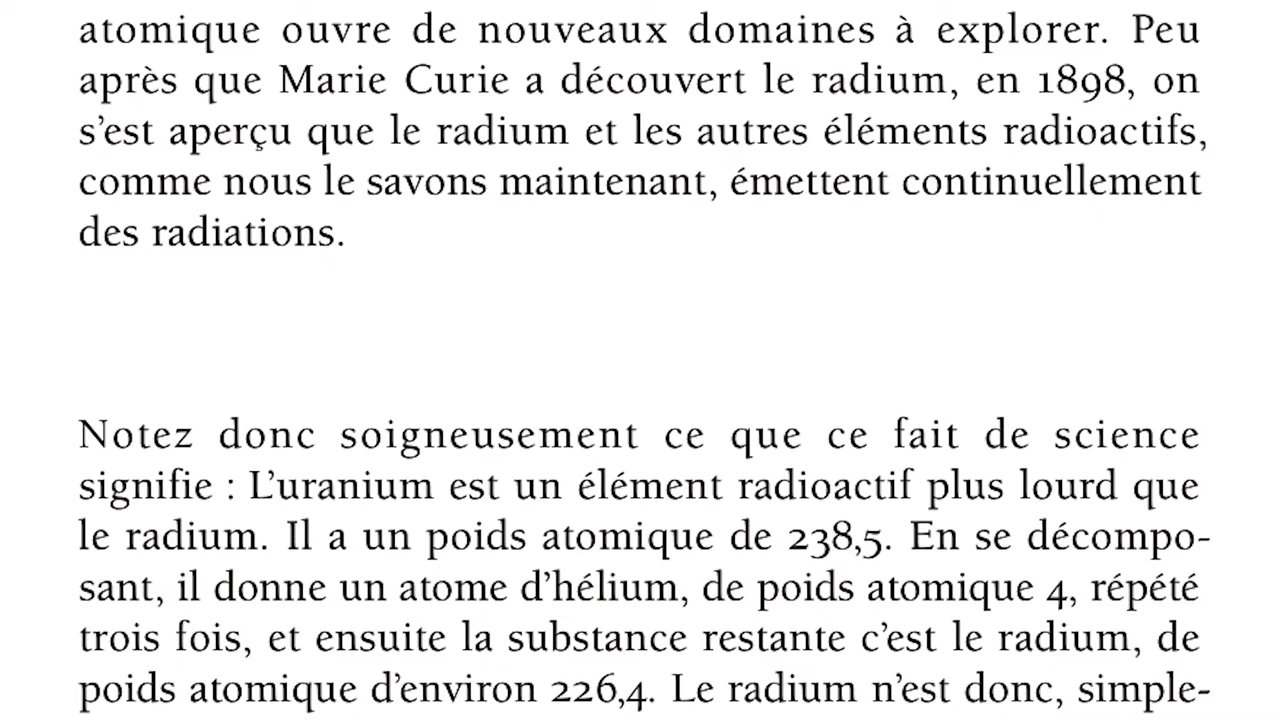 atomique ouvre de nouveaux domaines à explorer. Peu
après que Marie Curie a découvert le radium, en 1898, on
s’est aperçu que le radium et les autres éléments radioactifs,
comme nous le savons maintenant, émettent continuellement
des radiations.
Notez donc soigneusement ce que ce fait de science
signifie : L’uranium est un élément radioactif plus lourd que
le radium. Il a un poids atomique de 238,5. En se décompo-
sant, il donne un atome d’hélium, de poids atomique 4, répété
trois fois, et ensuite la substance restante c’est le radium, de
poids atomique d’environ 226,4. Le radium n’est donc, simple-